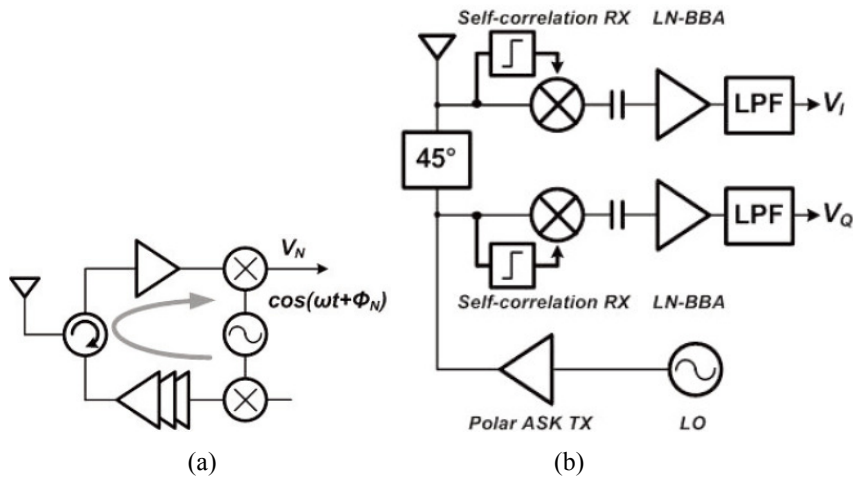 Self-correlation RX LN-BBA
LPF
V_I
45°
LPF
V_Q
Self-correlation RX LN-BBA
V_N
cos(ωt+Φ_N)
Polar ASK TX LO
(a) (b)